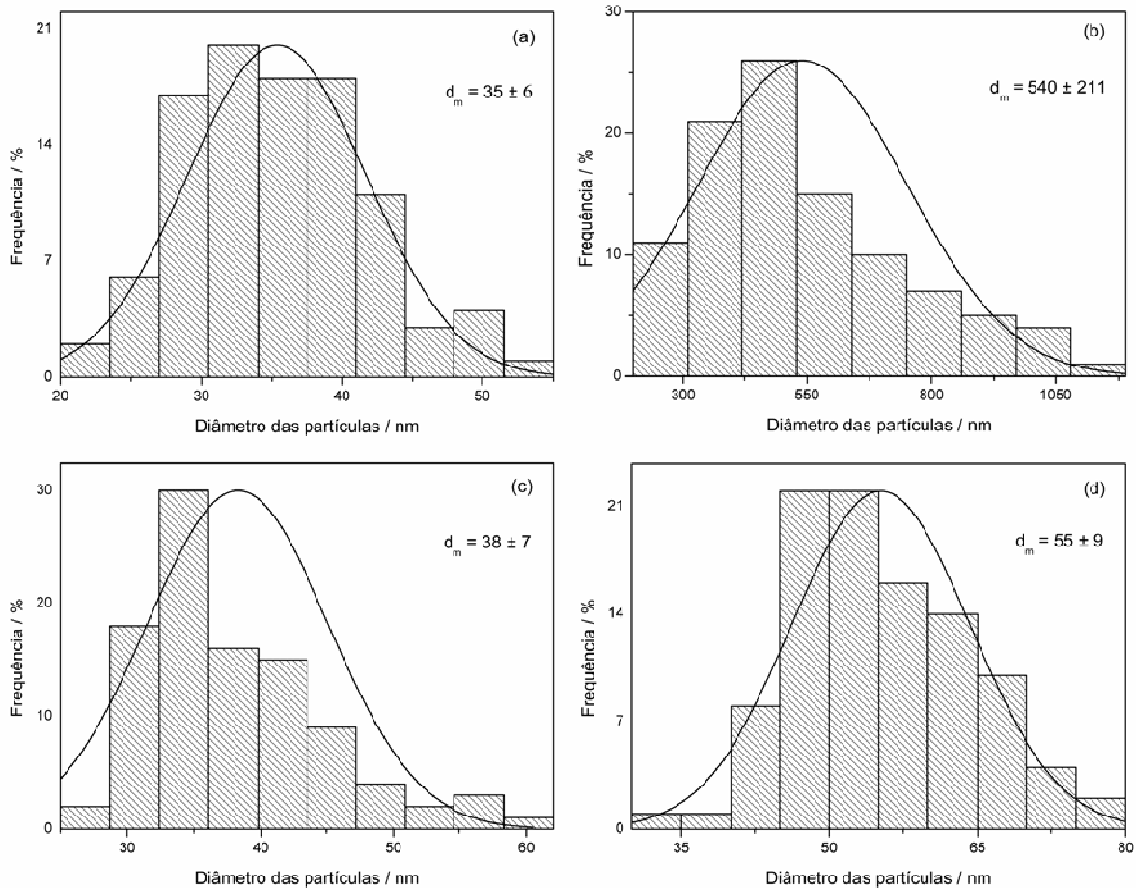 (a)
d_m = 35 ± 6
Frequência / %
21
14
7
0
20
30
40
50
Diâmetro das partículas / nm
(b)
d_m = 540 ± 211
Frequência / %
30
20
10
0
300
550
800
1050
Diâmetro das partículas / nm
(c)
d_m = 38 ± 7
Frequência / %
30
20
10
0
30
40
50
60
Diâmetro das partículas / nm
(d)
d_m = 55 ± 9
Frequência / %
21
14
7
0
35
50
65
80
Diâmetro das partículas / nm